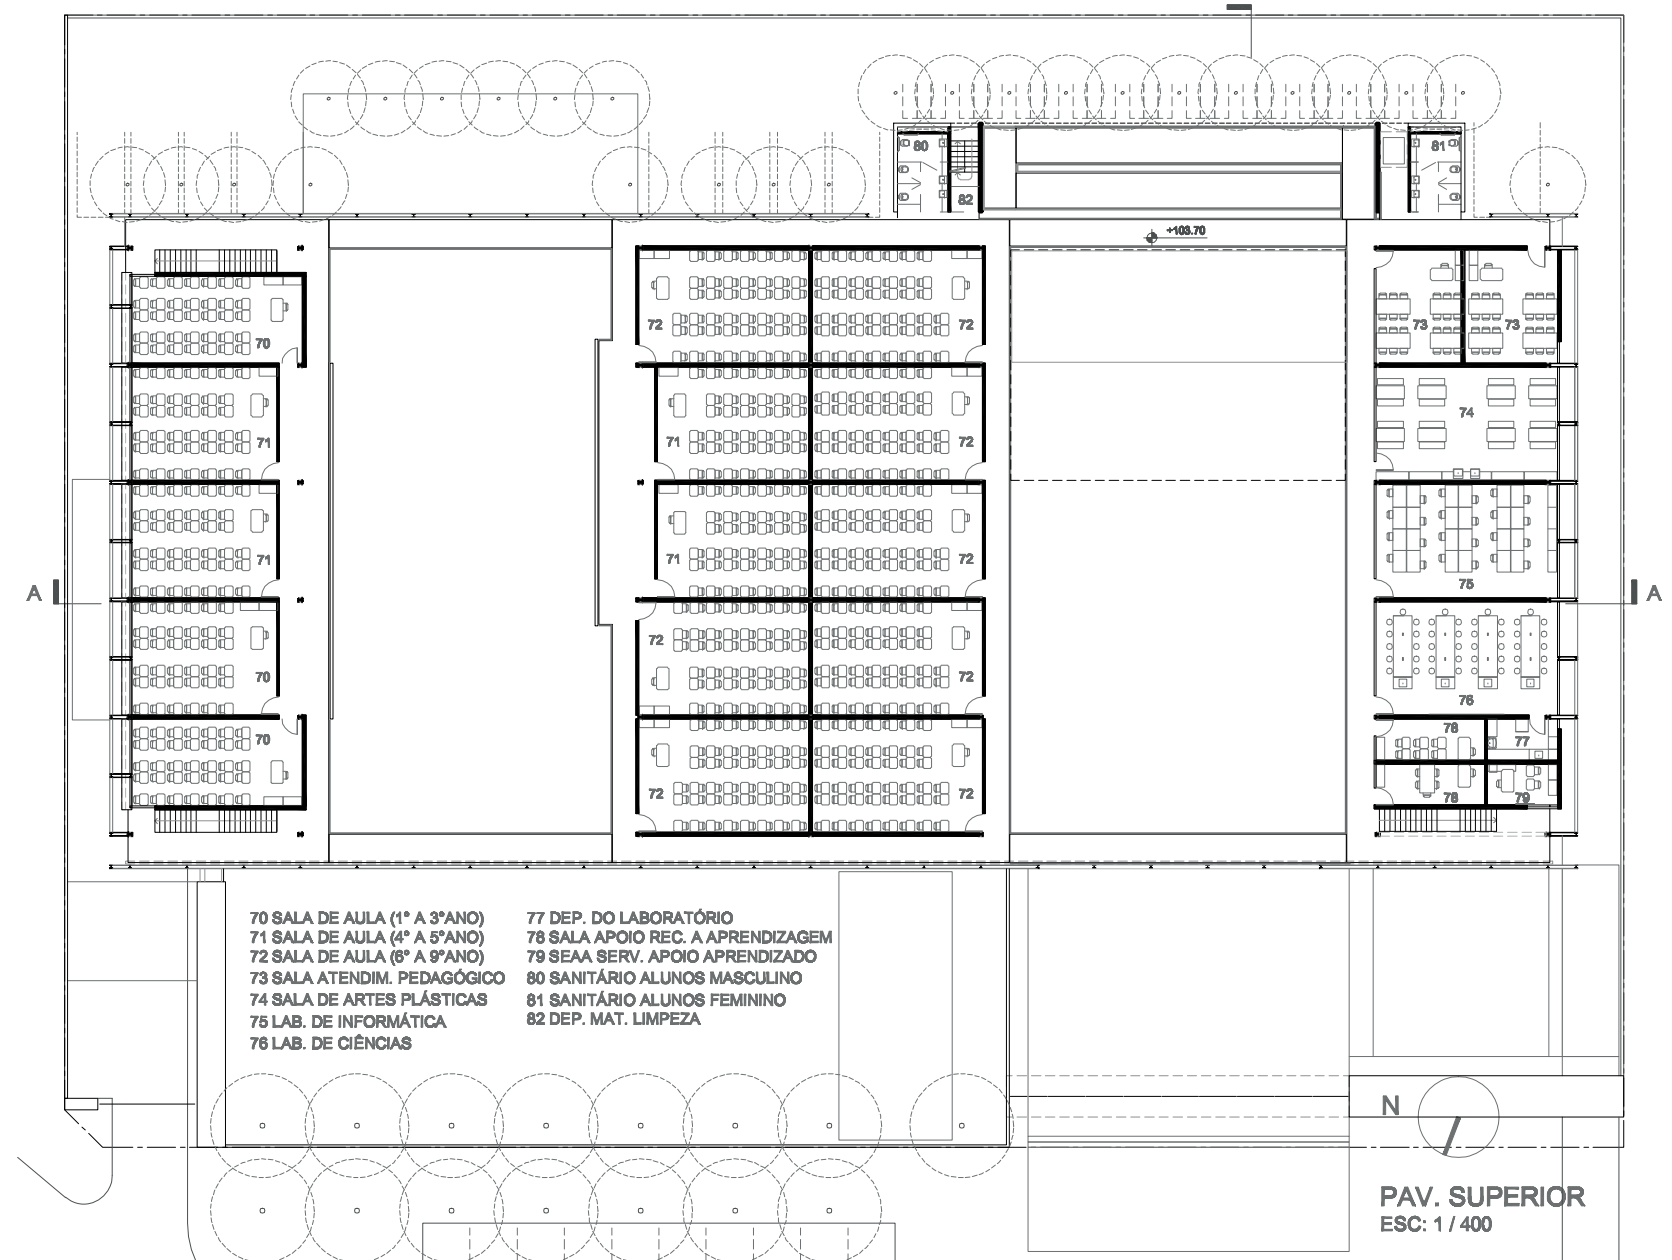 80
81
82
+103.70
70
72
72
73
73
71
71
72
74
71
71
72
75
A
A
70
72
72
76
70
78
77
72
72
78
79
70 SALA DE AULA (1° A 3°ANO)
71 SALA DE AULA (4° A 5°ANO)
72 SALA DE AULA (6° A 9°ANO)
73 SALA ATENDIM. PEDAGÓGICO
74 SALA DE ARTES PLÁSTICAS
75 LAB. DE INFORMÁTICA
76 LAB. DE CIÊNCIAS
77 DEP. DO LABORATÓRIO
78 SALA APOIO REC. A APRENDIZAGEM
79 SEAA SERV. APOIO APRENDIZADO
80 SANITÁRIO ALUNOS MASCULINO
81 SANITÁRIO ALUNOS FEMININO
82 DEP. MAT. LIMPEZA
N
PAV. SUPERIOR
ESC: 1 / 400